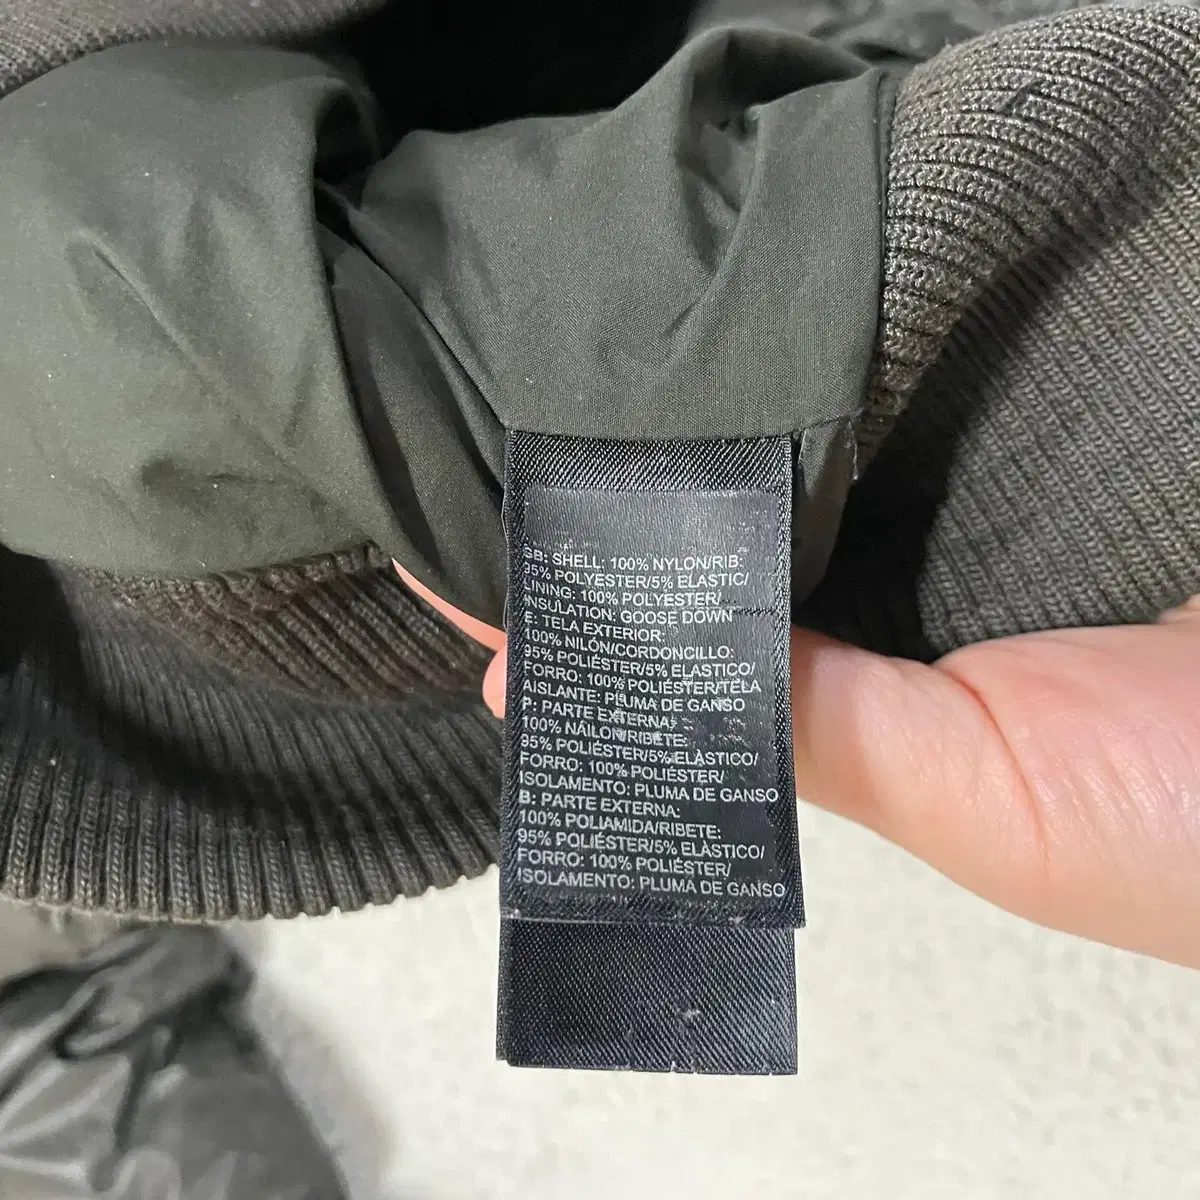 GB: SHELL: 100% NYLON/RIB:
95% POLYESTER/5% ELASTIC/
LINING: 100% POLYESTER/
INSULATION: GOOSE DOWN
E: TELA EXTERIOR:
100% NILÓN/CORDONCILLO:
95% POLIÉSTER/5% ELASTICO/
FORRO: 100% POLIÉSTER/TELA
AISLANTE: PLUMA DE GANSO
P: PARTE EXTERNA:
100% NÁILON/RIBETE:
95% POLIÉSTER/5% ELÀSTICO/
FORRO: 100% POLIÉSTER/
ISOLAMENTO: PLUMA DE GANSO
B: PARTE EXTERNA:
100% POLIAMIDA/RIBETE:
95% POLIÉSTER/5% ELÀSTICO/
FORRO: 100% POLIÉSTER/
ISOLAMENTO: PLUMA DE GANSO